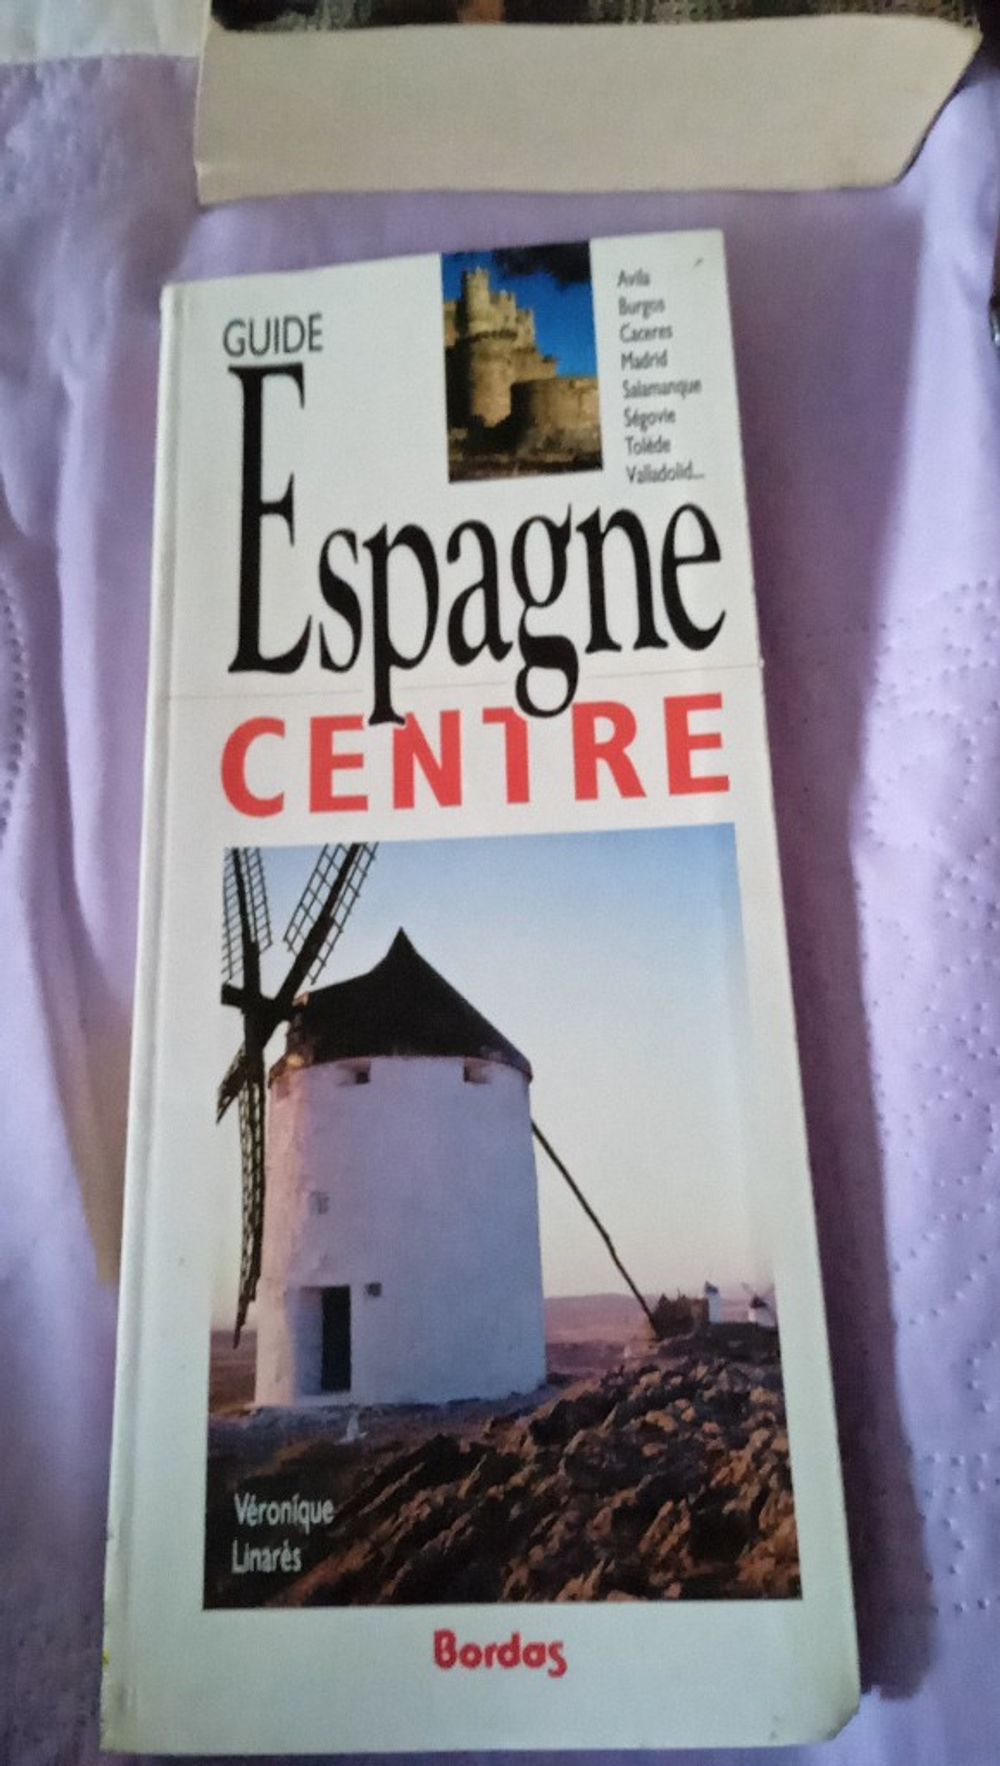 GUIDE
Avila
Burgos
Caceres
Madrid
Salamanque
Ségovie
Tolède
Valladolid...
Espagne
CENTRE
Véronique
Linarès
Bordas